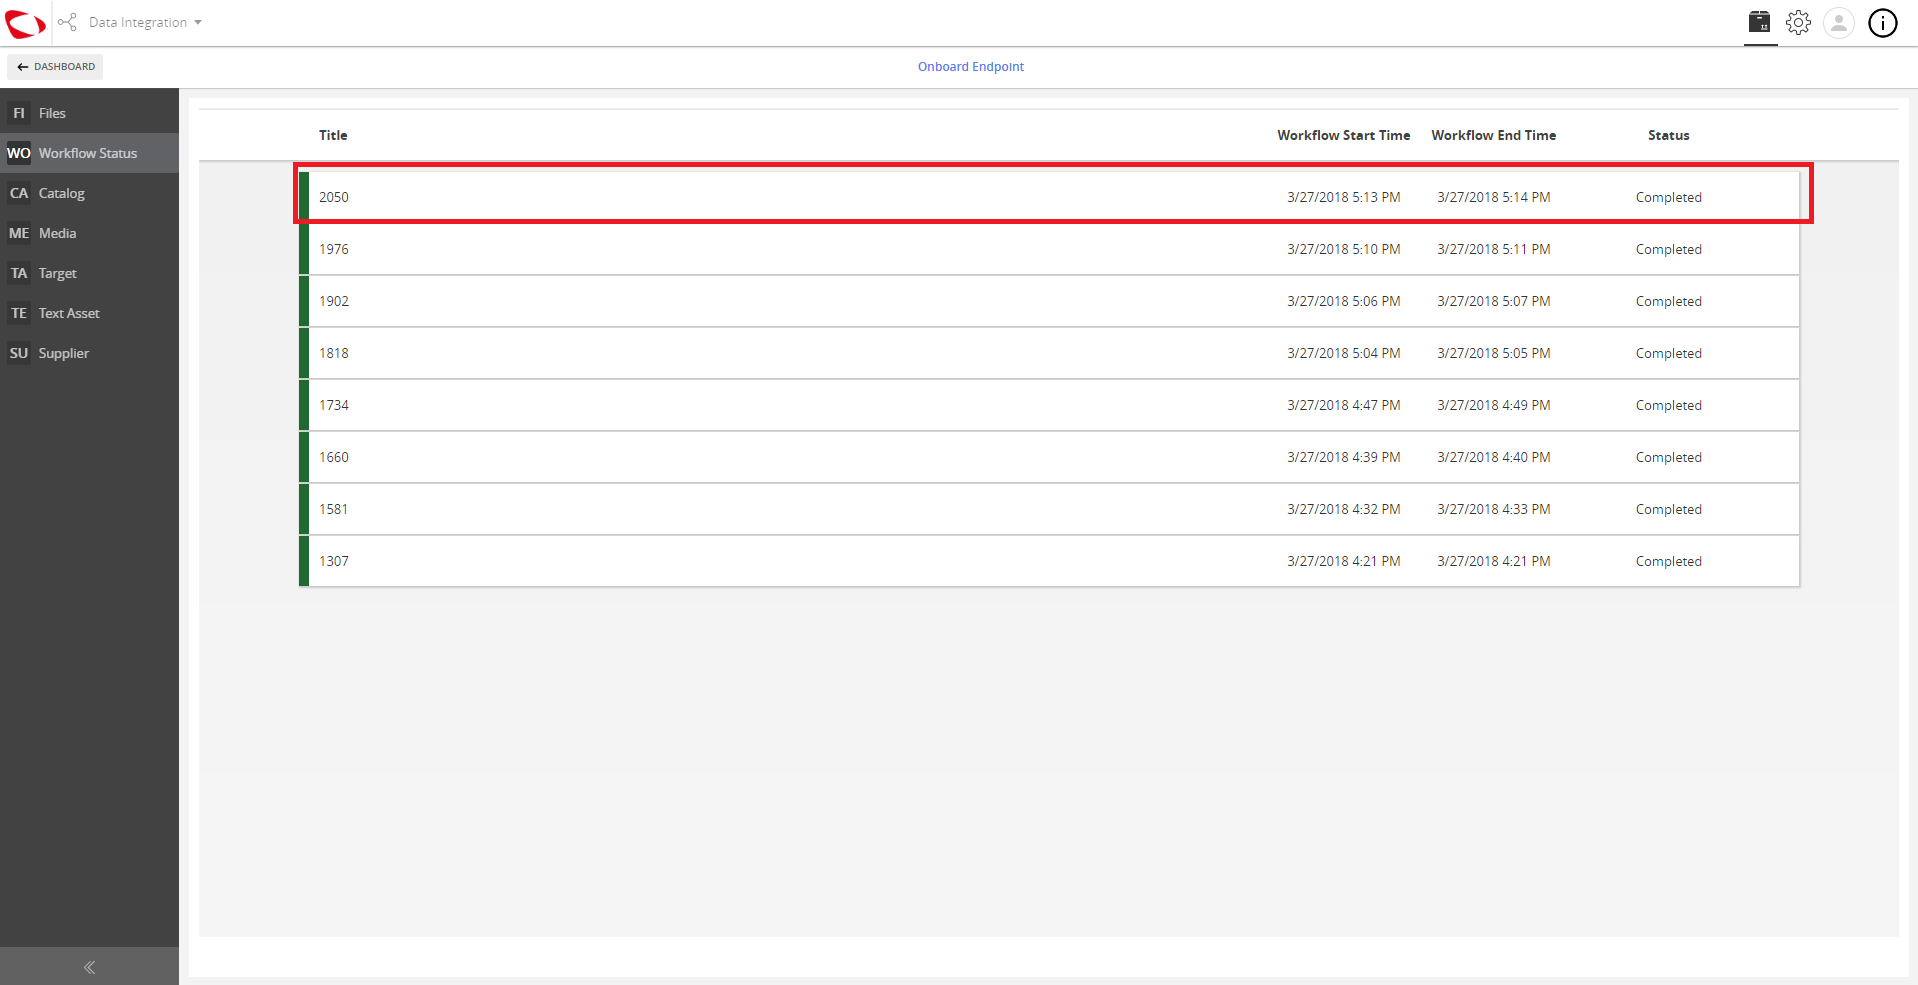 Data Integration
DASHBOARD
Onboard Endpoint
FI Files
WO Workflow Status
CA Catalog
ME Media
TA Target
TE Text Asset
SU Supplier
Title Workflow Start Time Workflow End Time Status
2050 3/27/2018 5:13 PM 3/27/2018 5:14 PM Completed
1976 3/27/2018 5:10 PM 3/27/2018 5:11 PM Completed
1902 3/27/2018 5:06 PM 3/27/2018 5:07 PM Completed
1818 3/27/2018 5:04 PM 3/27/2018 5:05 PM Completed
1734 3/27/2018 4:47 PM 3/27/2018 4:49 PM Completed
1660 3/27/2018 4:39 PM 3/27/2018 4:40 PM Completed
1581 3/27/2018 4:32 PM 3/27/2018 4:33 PM Completed
1307 3/27/2018 4:21 PM 3/27/2018 4:21 PM Completed